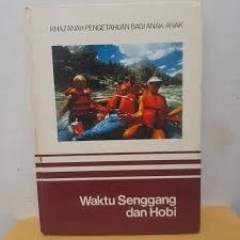 KHAZANAH PENGETAHUAN BAGI ANAK-ANAK
Waktu Senggang
dan Hobi